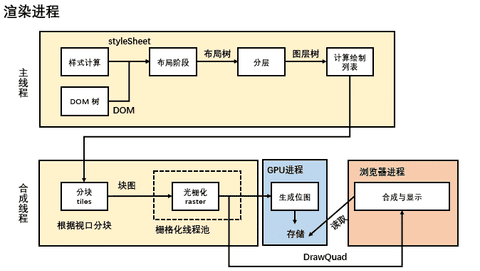 渲染进程
styleSheet
主线程
样式计算
布局阶段
布局树
分层
图层树
计算绘制
列表
DOM 树
DOM
合成线程
分块
tiles
块图
光栅化
raster
根据视口分块
栅格化线程池
GPU进程
生成位图
存储
浏览器进程
合成与显示
读取
DrawQuad